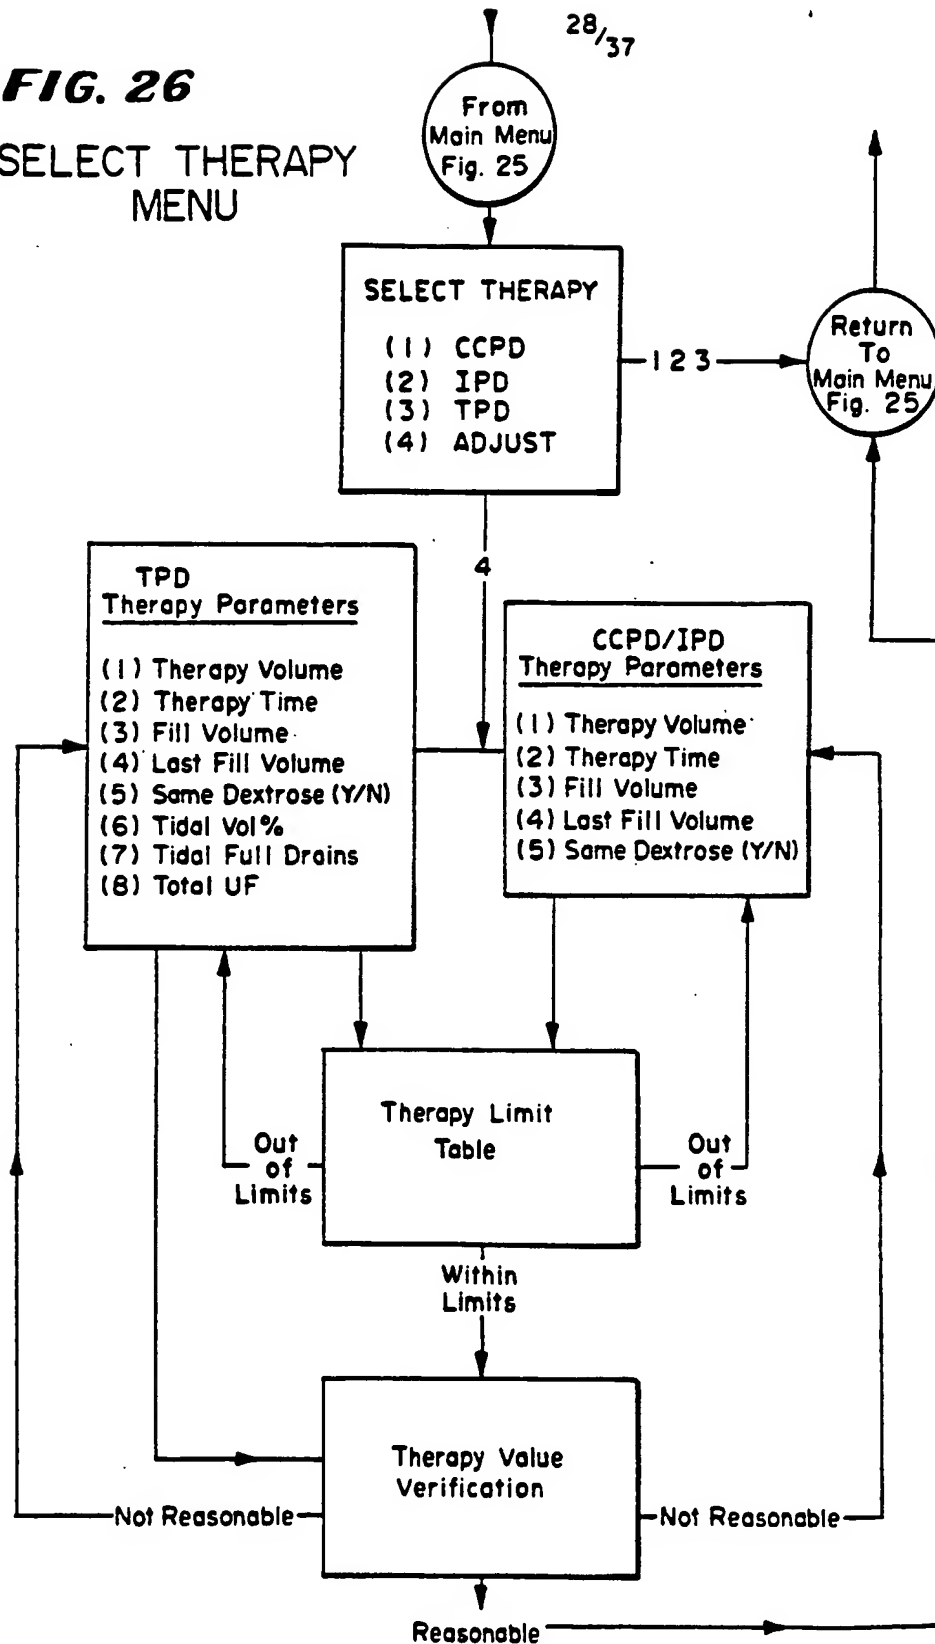 28/37
FIG. 26
SELECT THERAPY
MENU
From
Main Menu
Fig. 25
SELECT THERAPY
(1) CCPD
(2) IPD
(3) TPD
(4) ADJUST
1 2 3
Return
To
Main Menu
Fig. 25
4
TPD
Therapy Parameters
(1) Therapy Volume
(2) Therapy Time
(3) Fill Volume
(4) Last Fill Volume
(5) Same Dextrose (Y/N)
(6) Tidal Vol%
(7) Tidal Full Drains
(8) Total UF
CCPD/IPD
Therapy Parameters
(1) Therapy Volume
(2) Therapy Time
(3) Fill Volume
(4) Last Fill Volume
(5) Same Dextrose (Y/N)
Therapy Limit
Table
Out
of
Limits
Out
of
Limits
Within
Limits
Therapy Value
Verification
Not Reasonable
Not Reasonable
Reasonable